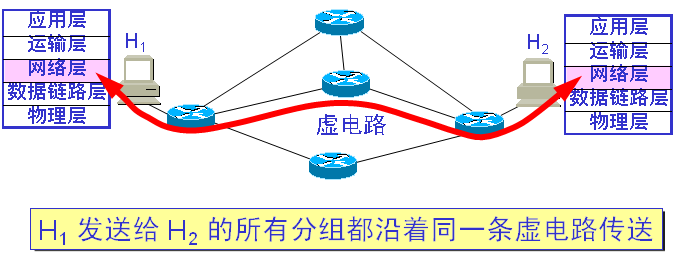 应用层
运输层
网络层
数据链路层
物理层
H1
虚电路
H2
应用层
运输层
网络层
数据链路层
物理层
H1 发送给 H2 的所有分组都沿着同一条虚电路传送